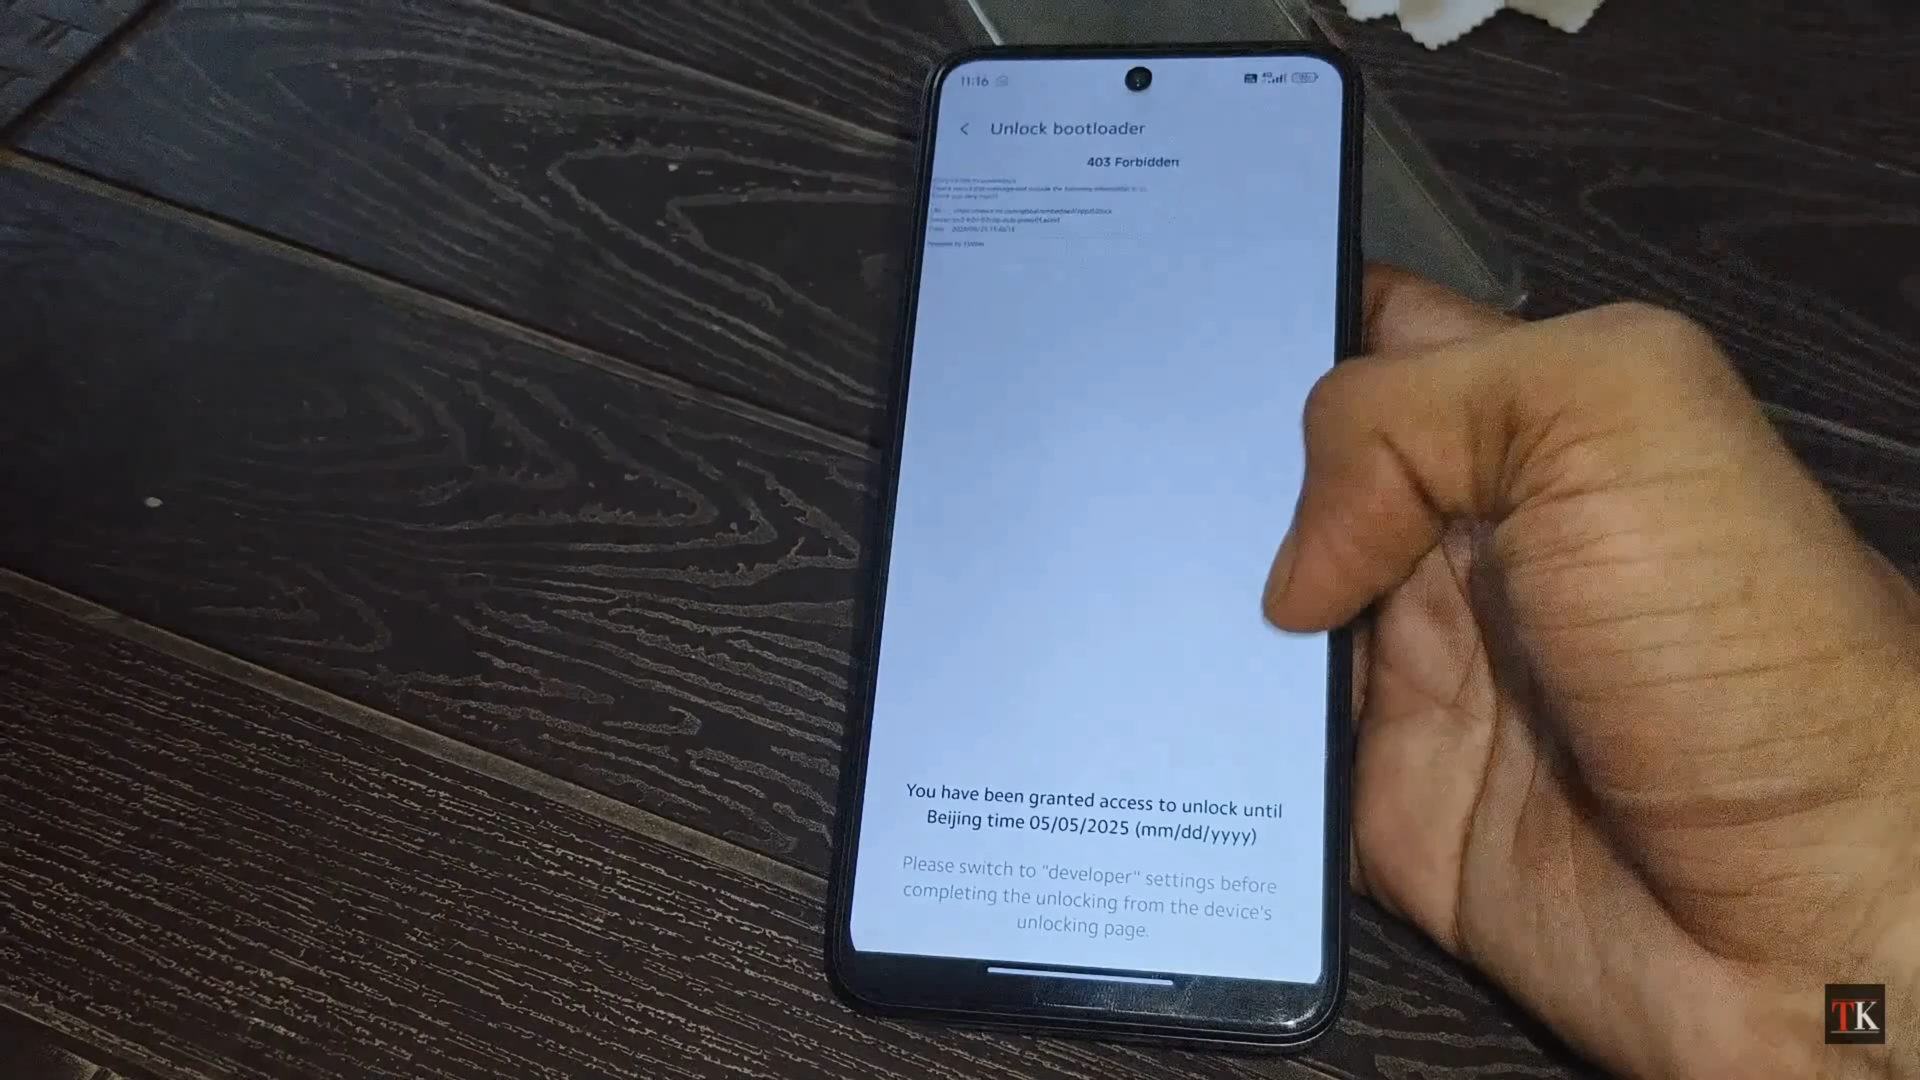 11:16
4G
Unlock bootloader
403 Forbidden
You have been granted access to unlock until
Beijing time 05/05/2025 (mm/dd/yyyy)
Please switch to "developer" settings before
completing the unlocking from the device's
unlocking page.
TK